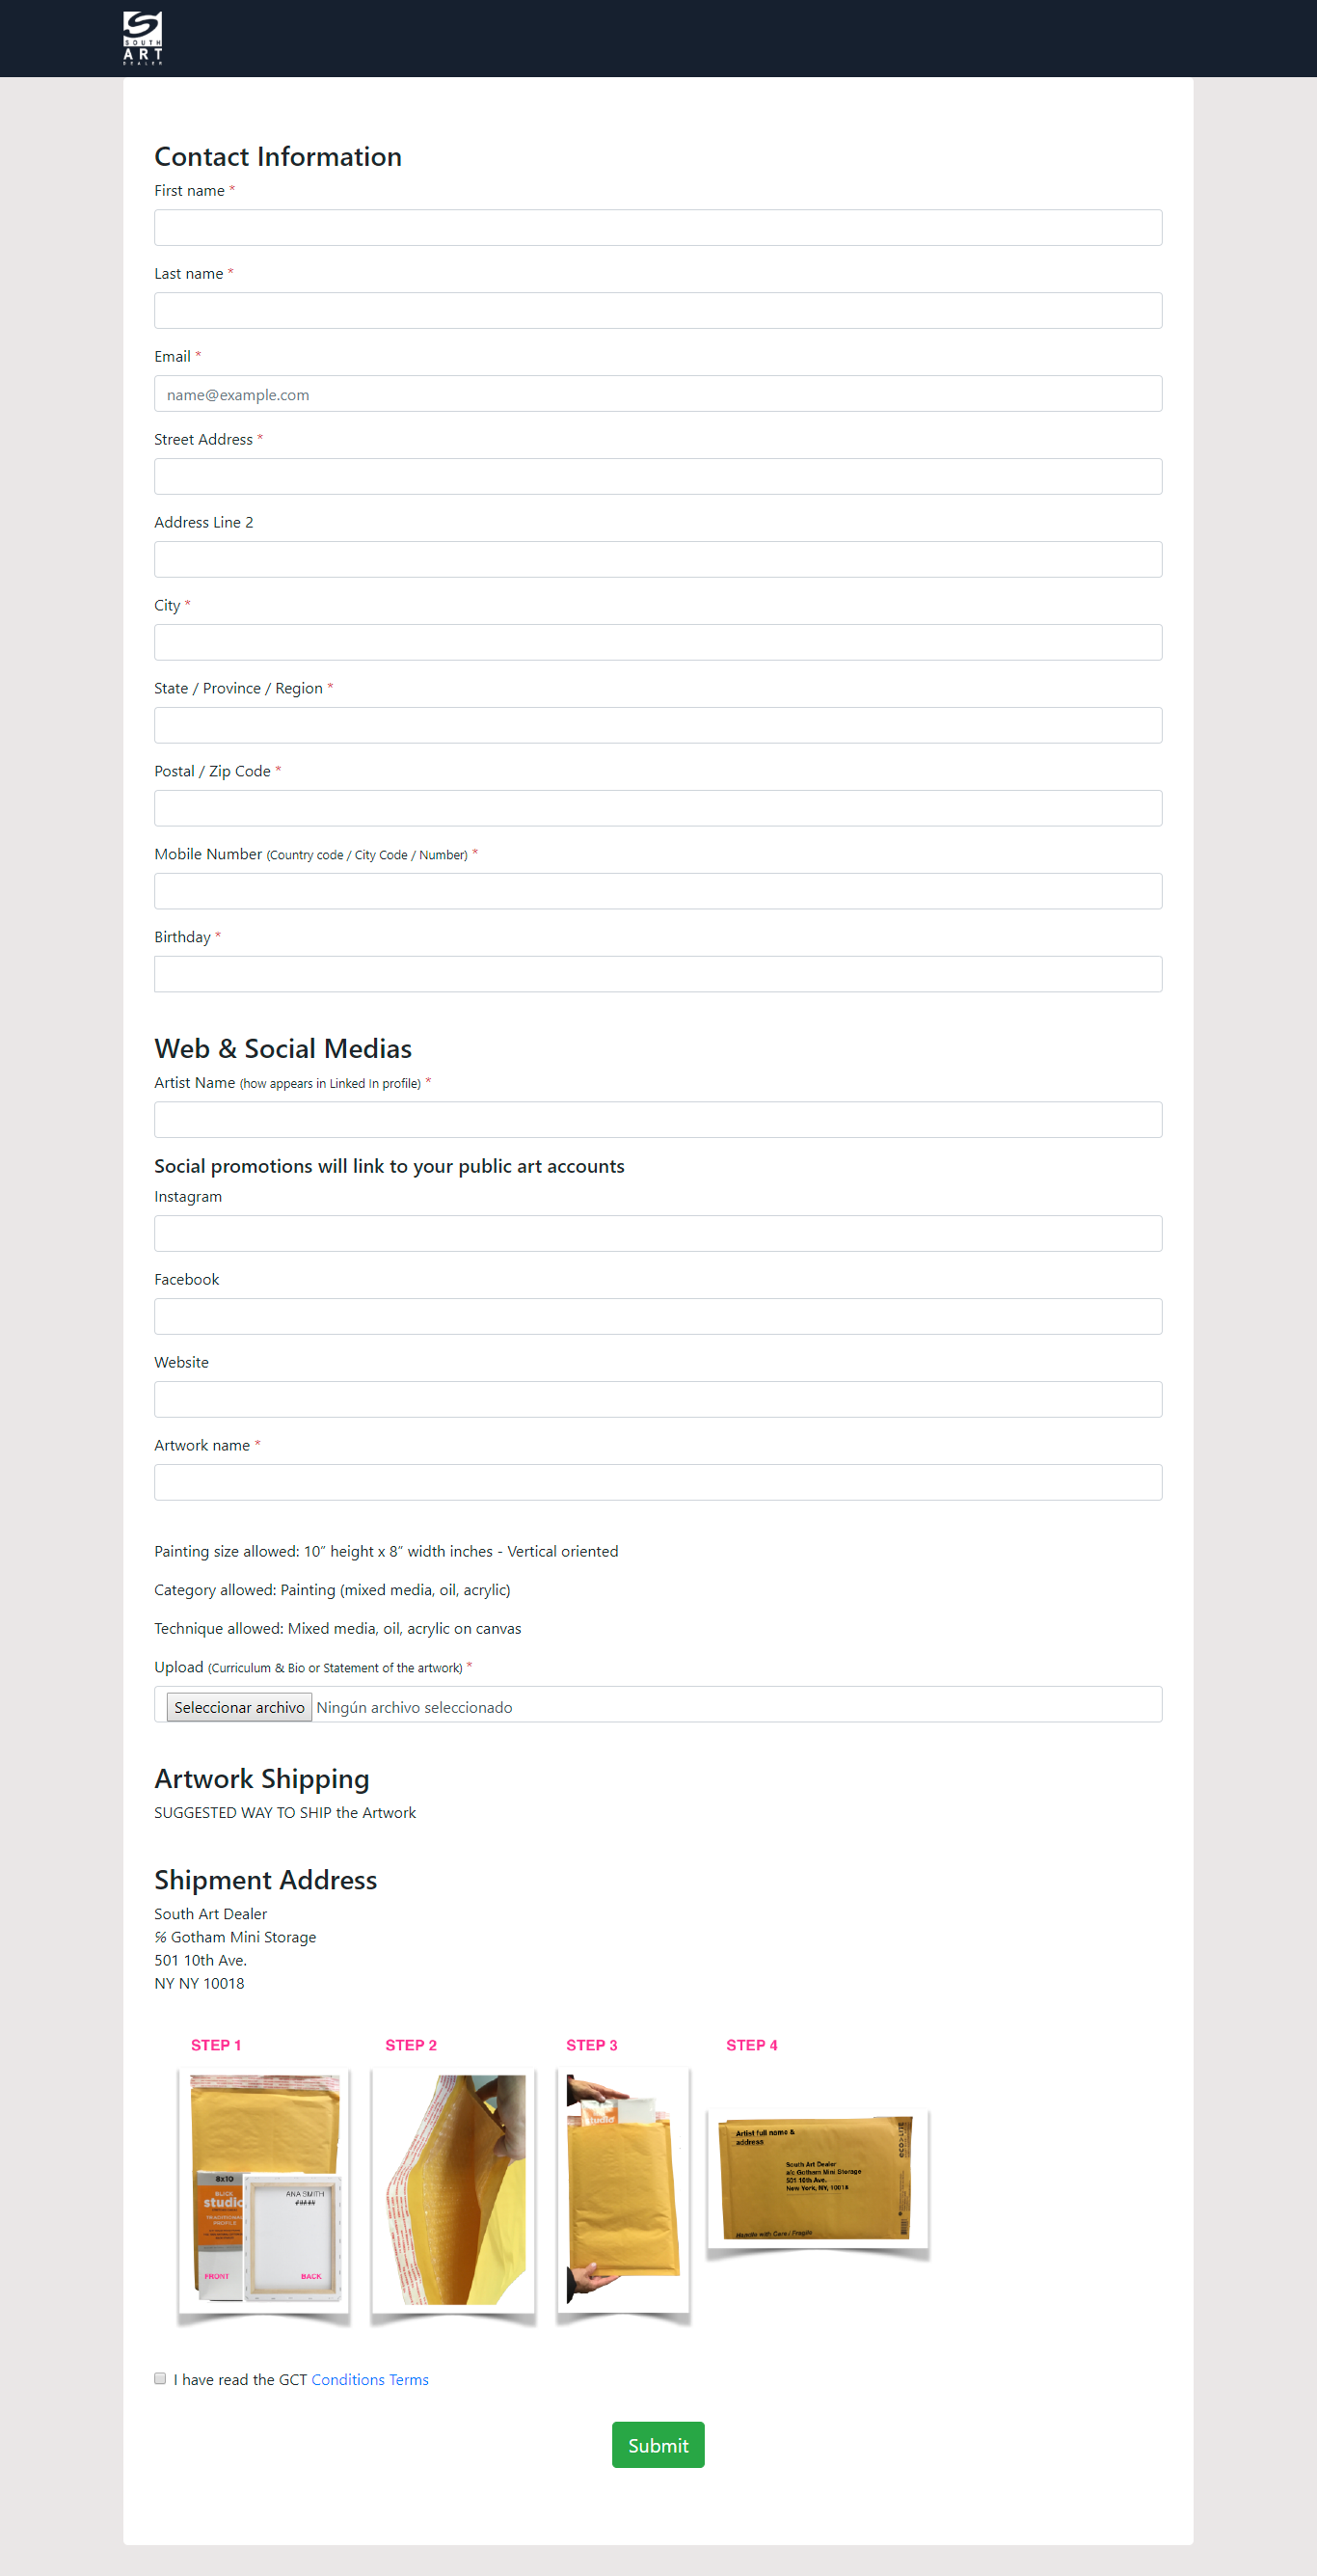 SOUTH
ART
DEALER
Contact Information
First name *
Last name *
Email *
name@example.com
Street Address *
Address Line 2
City *
State / Province / Region *
Postal / Zip Code *
Mobile Number (Country code / City Code / Number) *
Birthday *
Web & Social Medias
Artist Name (how appears in Linked In profile) *
Social promotions will link to your public art accounts
Instagram
Facebook
Website
Artwork name *
Painting size allowed: 10” height x 8” width inches - Vertical oriented
Category allowed: Painting (mixed media, oil, acrylic)
Technique allowed: Mixed media, oil, acrylic on canvas
Upload (Curriculum & Bio or Statement of the artwork) *
Seleccionar archivo Ningún archivo seleccionado
Artwork Shipping
SUGGESTED WAY TO SHIP the Artwork
Shipment Address
South Art Dealer
℅ Gotham Mini Storage
501 10th Ave.
NY NY 10018
STEP 1 STEP 2 STEP 3 STEP 4
8x10
BLICK
studio
TRADITIONAL
PROFILE
FRONT
ANA SMITH
#####
BACK
studio
Artist full name &
address
South Art Dealer
a/c Gotham Mini Storage
501 10th Ave.
New York, NY, 10018
Handle with Care / Fragile
eco-LITE
I have read the GCT Conditions Terms
Submit